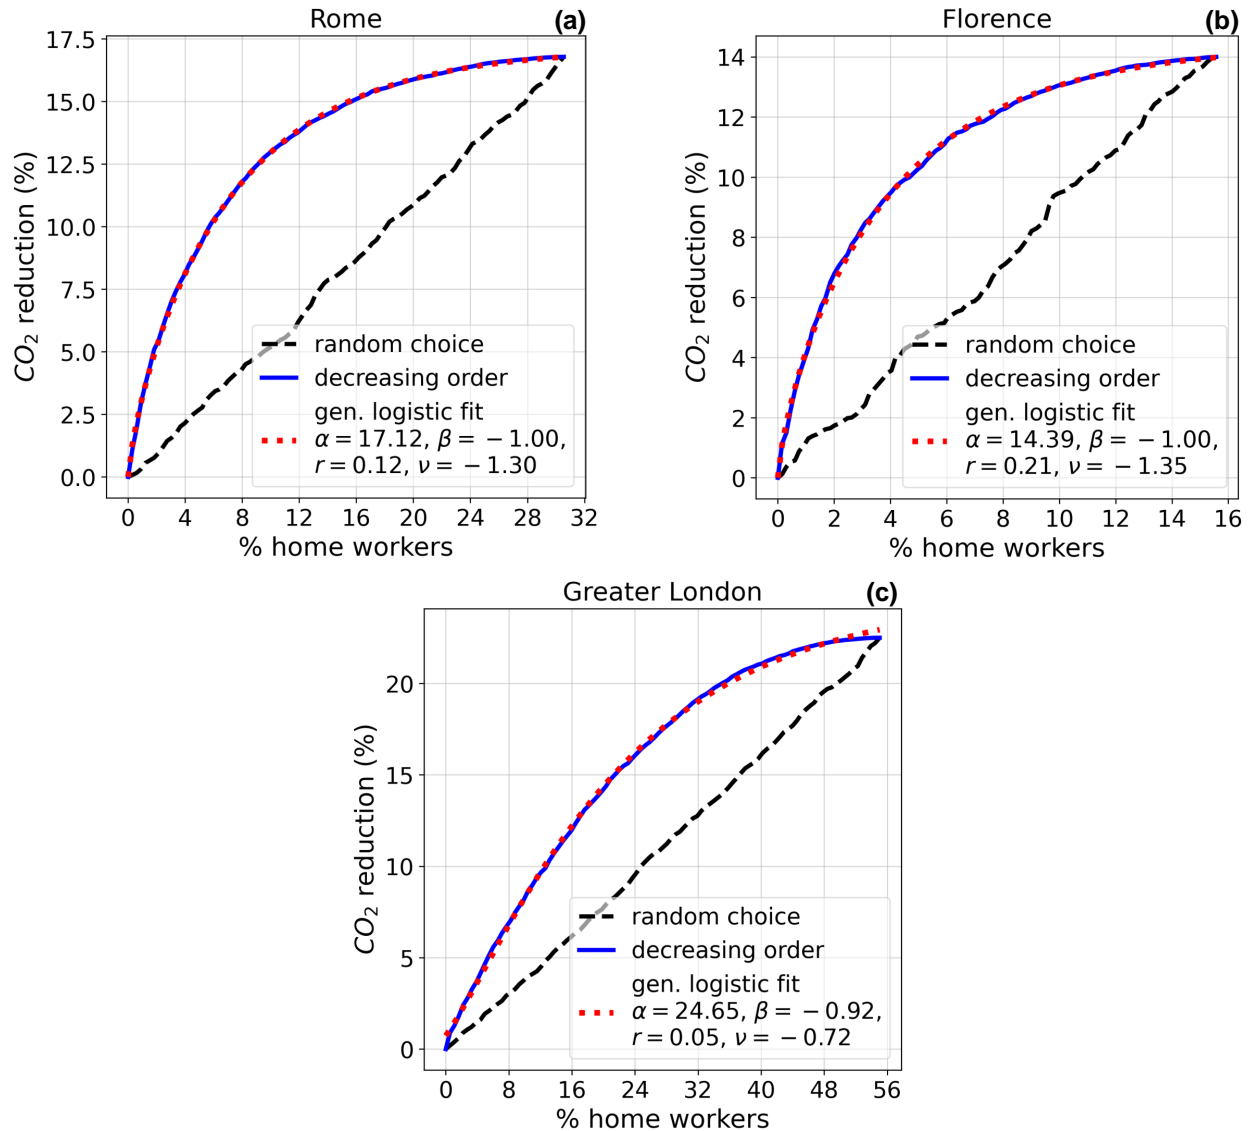 Rome
(a)
17.5
15.0
12.5
10.0
7.5
5.0
2.5
0.0
CO₂ reduction (%)
random choice
decreasing order
gen. logistic fit
α = 17.12, β = −1.00,
r = 0.12, ν = −1.30
0 4 8 12 16 20 24 28 32
% home workers
Florence
(b)
14
12
10
8
6
4
2
0
CO₂ reduction (%)
random choice
decreasing order
gen. logistic fit
α = 14.39, β = −1.00,
r = 0.21, ν = −1.35
0 2 4 6 8 10 12 14 16
% home workers
Greater London
(c)
20
15
10
5
0
CO₂ reduction (%)
random choice
decreasing order
gen. logistic fit
α = 24.65, β = −0.92,
r = 0.05, ν = −0.72
0 8 16 24 32 40 48 56
% home workers